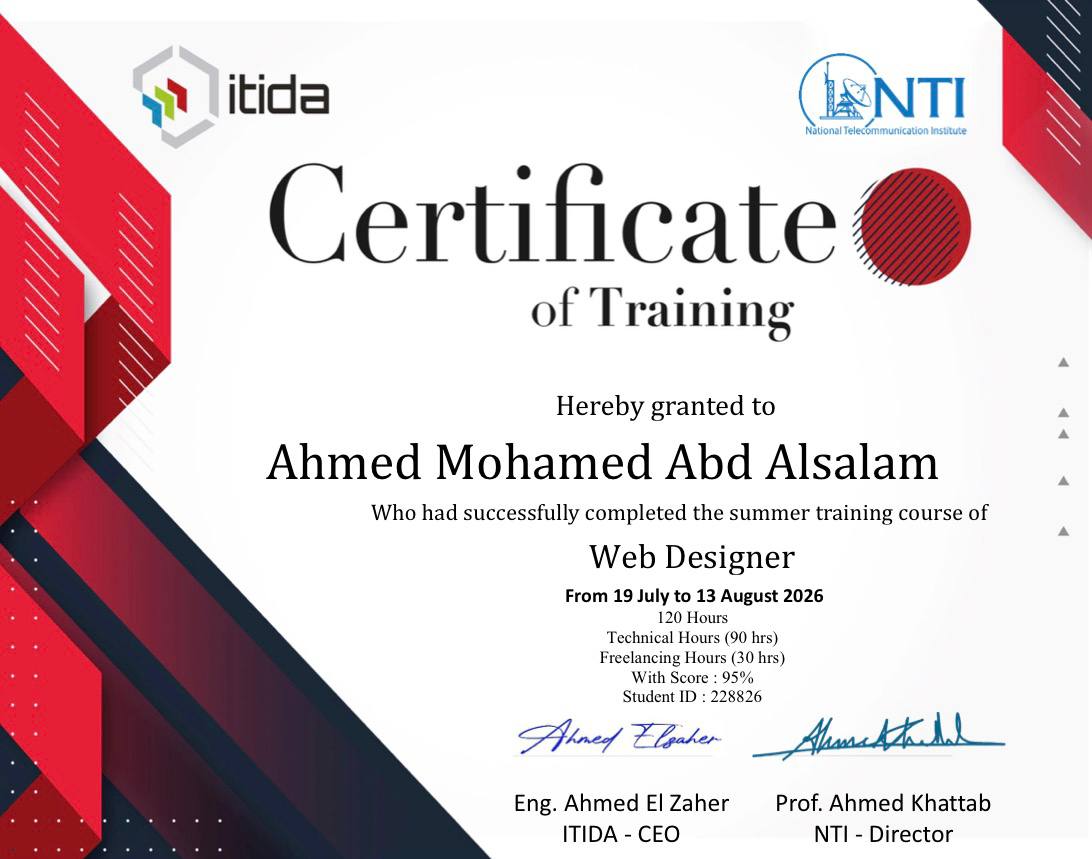 itida
NTI
National Telecommunication Institute
Certificate
of Training
Hereby granted to
Ahmed Mohamed Abd Alsalam
Who had successfully completed the summer training course of
Web Designer
From 19 July to 13 August 2026
120 Hours
Technical Hours (90 hrs)
Freelancing Hours (30 hrs)
With Score : 95%
Student ID : 228826
Ahmed Elzaher
Eng. Ahmed El Zaher
ITIDA - CEO
Prof. Ahmed Khattab
NTI - Director